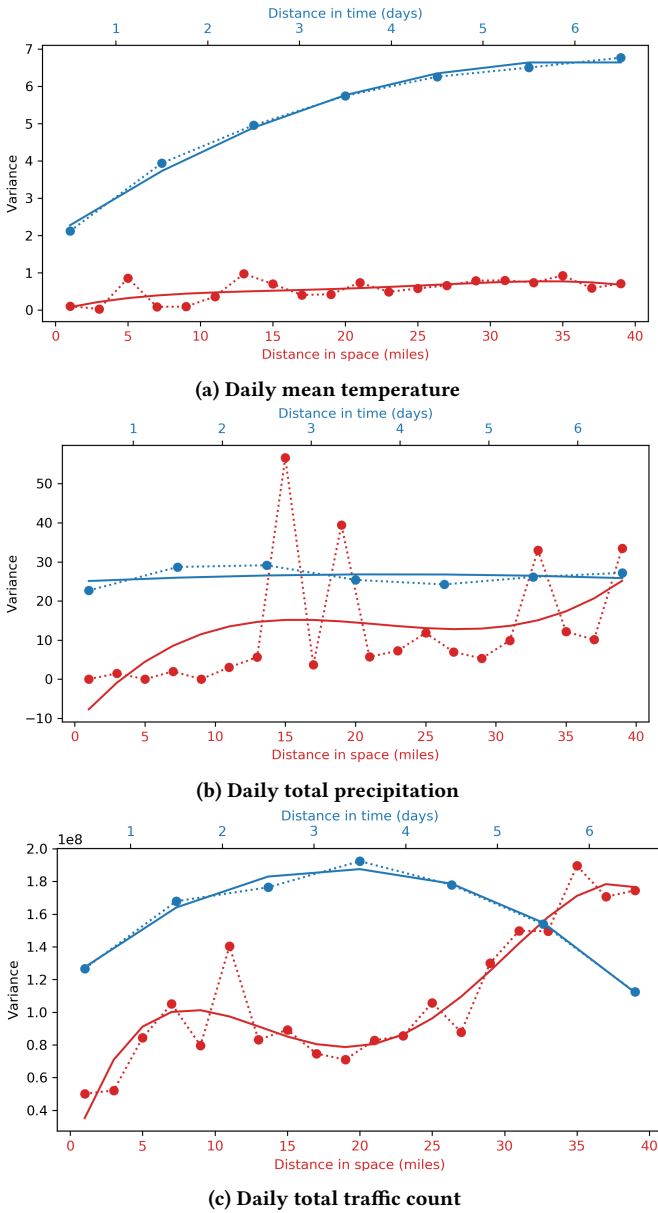 Distance in time (days)
1 2 3 4 5 6
7
6
5
4
3
2
1
0
Variance
0 5 10 15 20 25 30 35 40
Distance in space (miles)
(a) Daily mean temperature
Distance in time (days)
1 2 3 4 5 6
50
40
30
20
10
0
−10
Variance
0 5 10 15 20 25 30 35 40
Distance in space (miles)
(b) Daily total precipitation
Distance in time (days)
1e8 1 2 3 4 5 6
2.0
1.8
1.6
1.4
1.2
1.0
0.8
0.6
0.4
Variance
0 5 10 15 20 25 30 35 40
Distance in space (miles)
(c) Daily total traffic count